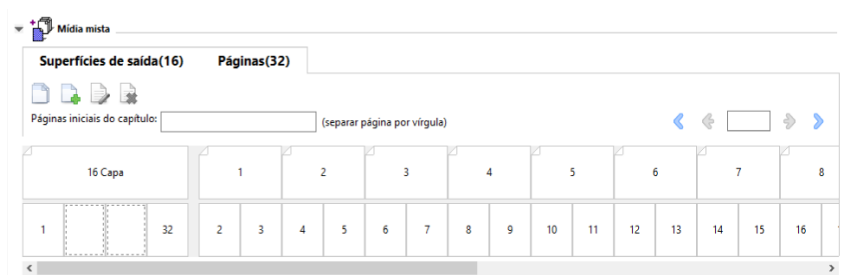 Mídia mista
Superfícies de saída(16) Páginas(32)
Páginas iniciais do capítulo: (separar página por vírgula)
16 Capa 1 2 3 4 5 6 7 8
1 32 2 3 4 5 6 7 8 9 10 11 12 13 14 15 16